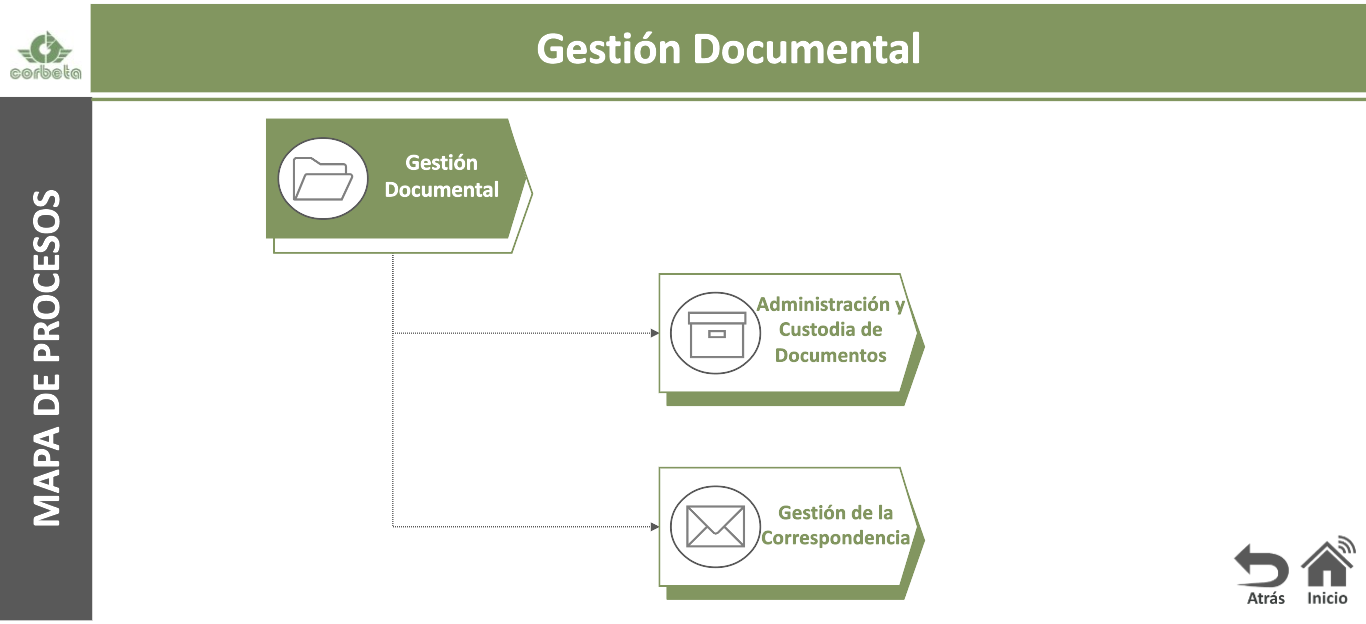 corbeta
Gestión Documental
MAPA DE PROCESOS
Gestión
Documental
Administración y
Custodia de
Documentos
Gestión de la
Correspondencia
Atrás
Inicio